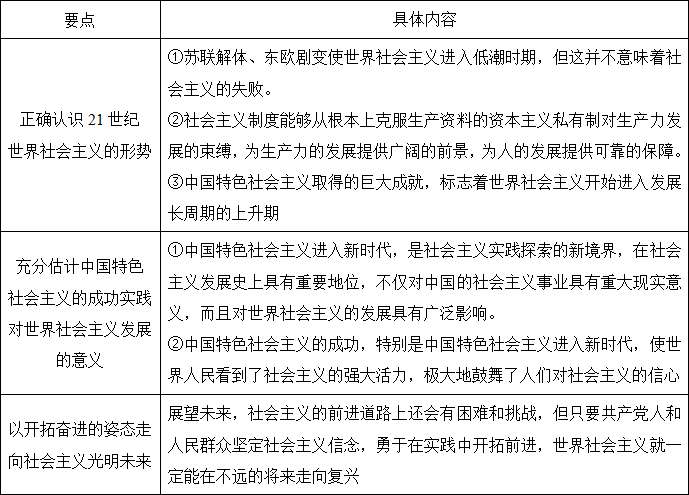 要点
具体内容
正确认识 21 世纪
世界社会主义的形势
①苏联解体、东欧剧变使世界社会主义进入低潮时期，但这并不意味着社
会主义的失败。
②社会主义制度能够从根本上克服生产资料的资本主义私有制对生产力发
展的束缚，为生产力的发展提供广阔的前景，为人的发展提供可靠的保障。
③中国特色社会主义取得的巨大成就，标志着世界社会主义开始进入发展
长周期的上升期
充分估计中国特色
社会主义的成功实践
对世界社会主义发展
的意义
①中国特色社会主义进入新时代，是社会主义实践探索的新境界，在社会
主义发展史上具有重要地位，不仅对中国的社会主义事业具有重大现实意
义，而且对世界社会主义的发展具有广泛影响。
②中国特色社会主义的成功，特别是中国特色社会主义进入新时代，使世
界人民看到了社会主义的强大活力，极大地鼓舞了人们对社会主义的信心
以开拓奋进的姿态走
向社会主义光明未来
展望未来，社会主义的前进道路上还会有困难和挑战，但只要共产党人和
人民群众坚定社会主义信念，勇于在实践中开拓前进，世界社会主义就一
定能在不远的将来走向复兴